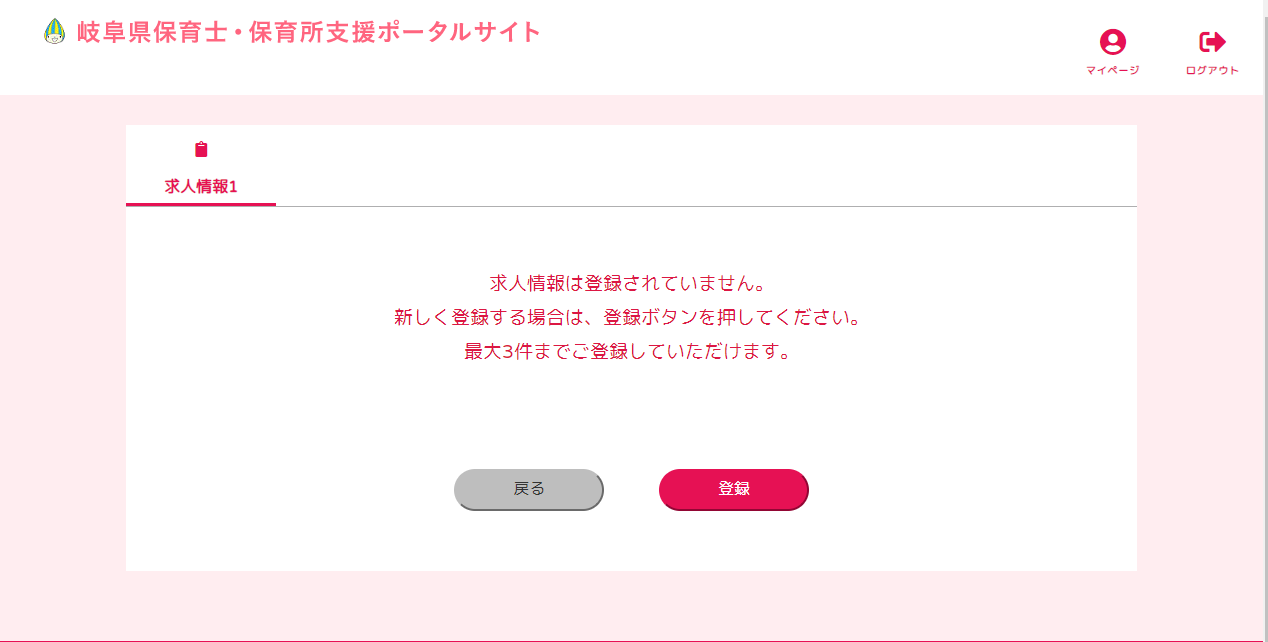 岐阜県保育士・保育所支援ポータルサイト
マイページ
ログアウト
求人情報1
求人情報は登録されていません。
新しく登録する場合は、登録ボタンを押してください。
最大3件までご登録していただけます。
戻る
登録